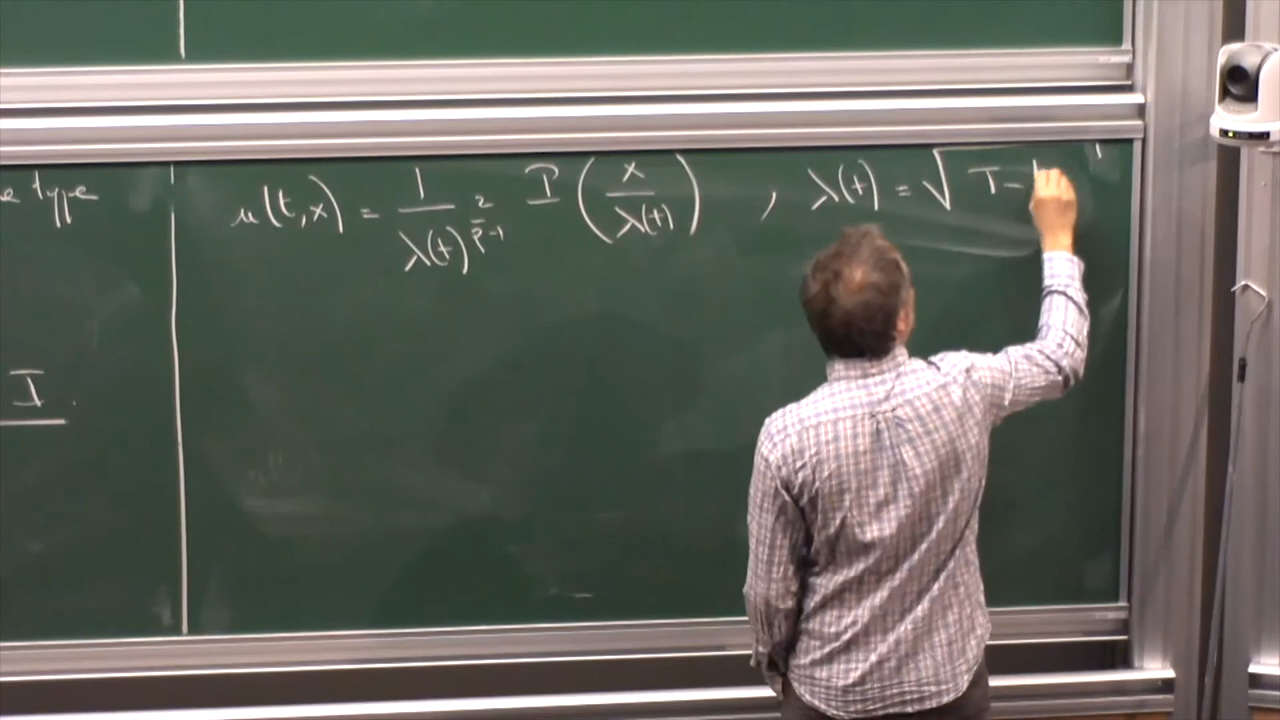 type
I.
u(t,x) = 1/λ(t)^{2/(p-1)} I (x/λ(t)) , λ(t) = √(T-t